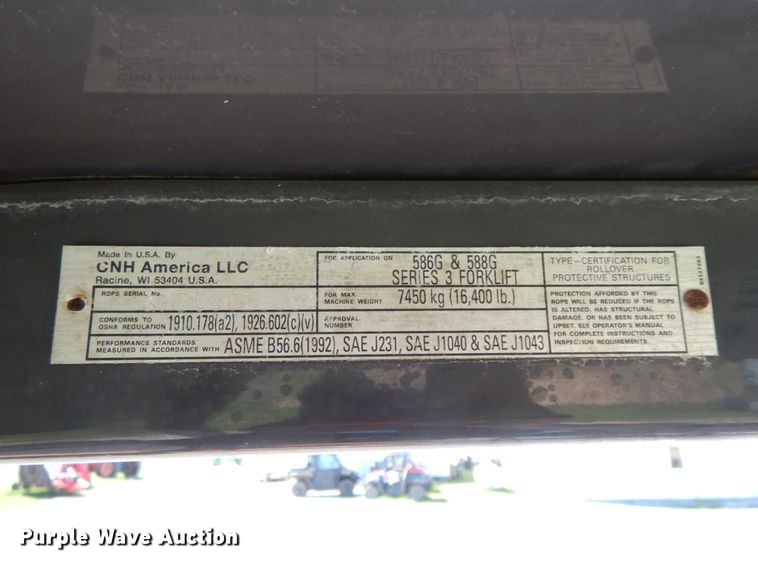 Made in U.S.A. By
CNH America LLC
Racine, WI 53404 U.S.A.
ROPS SERIAL No.
CONFORMS TO
OSHA REGULATION 1910.178(a2), 1926.602(c)(v)
PERFORMANCE STANDARDS
MEASURED IN ACCORDANCE WITH ASME B56.6(1992), SAE J231, SAE J1040 & SAE J1043
FOR APPLICATION ON 586G & 588G
SERIES 3 FORKLIFT
FOR MAX.
MACHINE WEIGHT 7450 kg (16,400 lb.)
APPROVAL
NUMBER
TYPE – CERTIFICATION FOR
ROLLOVER
PROTECTIVE STRUCTURES
PROTECTION AFFORDED BY THIS
ROPS WILL BE REDUCED IF THE ROPS
IS ALTERED, HAS STRUCTURAL
DAMAGE, OR HAS BEEN SUBJECT TO
UPSET. SEE OPERATOR'S MANUAL
FOR COMPLETE INSTRUCTIONS AND
INSPECTION REQUIREMENTS
Purple Wave Auction